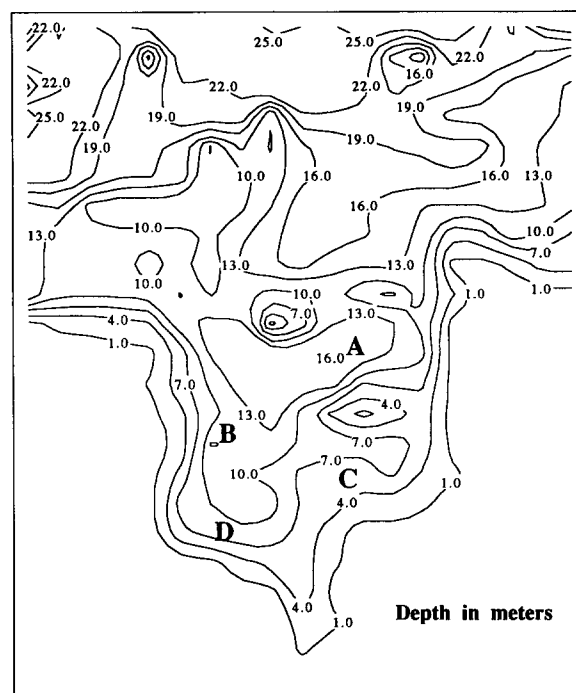 22.0 25.0 25.0
22.0 16.0 22.0
22.0 22.0
22.0 19.0 19.0
25.0 19.0 19.0
10.0 16.0 16.0 13.0
10.0 16.0 10.0
13.0 7.0
13.0 13.0
10.0 10.0 1.0 1.0
4.0 7.0 13.0
1.0 16.0 A
7.0 4.0
13.0
B 7.0
10.0 7.0 C 1.0
4.0
D
4.0 1.0
Depth in meters